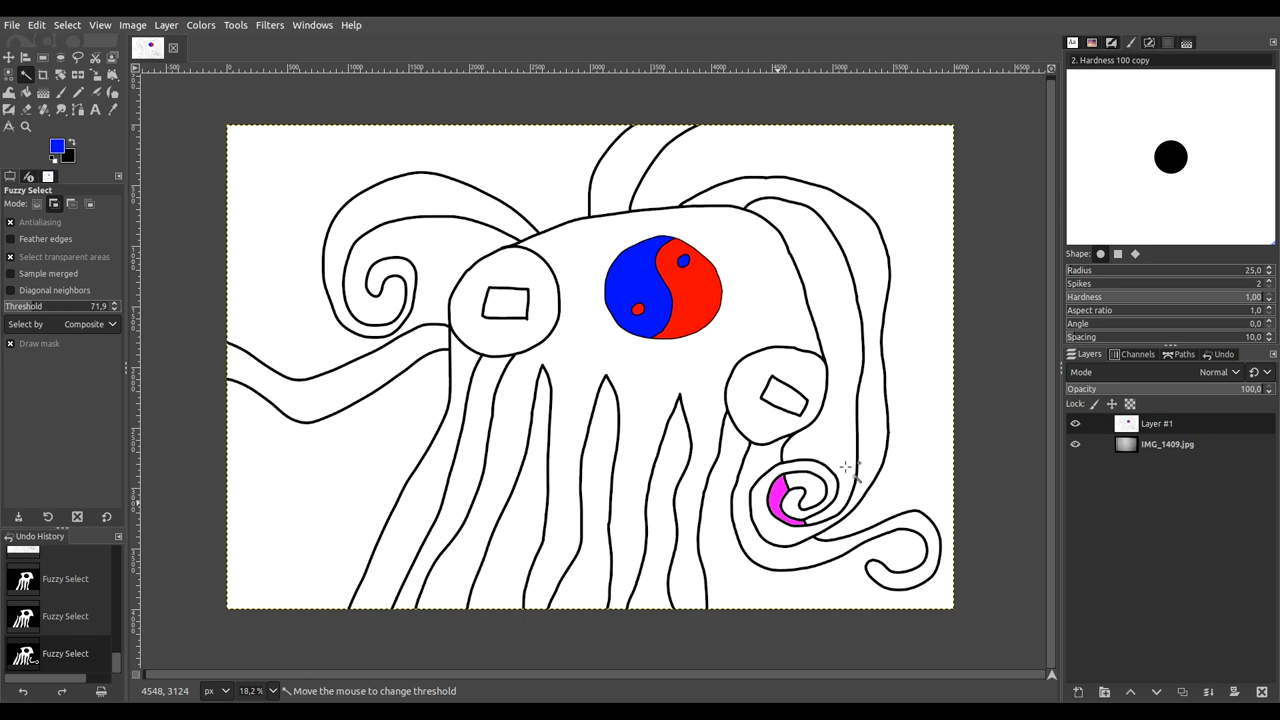 File Edit Select View Image Layer Colors Tools Filters Windows Help
2. Hardness 100 copy
Fuzzy Select
Mode:
Antialiasing
Feather edges
Select transparent areas
Sample merged
Diagonal neighbors
Threshold 71,9
Select by Composite
Draw mask
Undo History
Fuzzy Select
Fuzzy Select
Fuzzy Select
Shape:
Radius 25,0
Spikes 2
Hardness 1,00
Aspect ratio 1,0
Angle 0,0
Spacing 10,0
Layers Channels Paths Undo
Mode Normal
Opacity 100,0
Lock:
Layer #1
IMG_1409.jpg
4548, 3124 px 18,2 % Move the mouse to change threshold